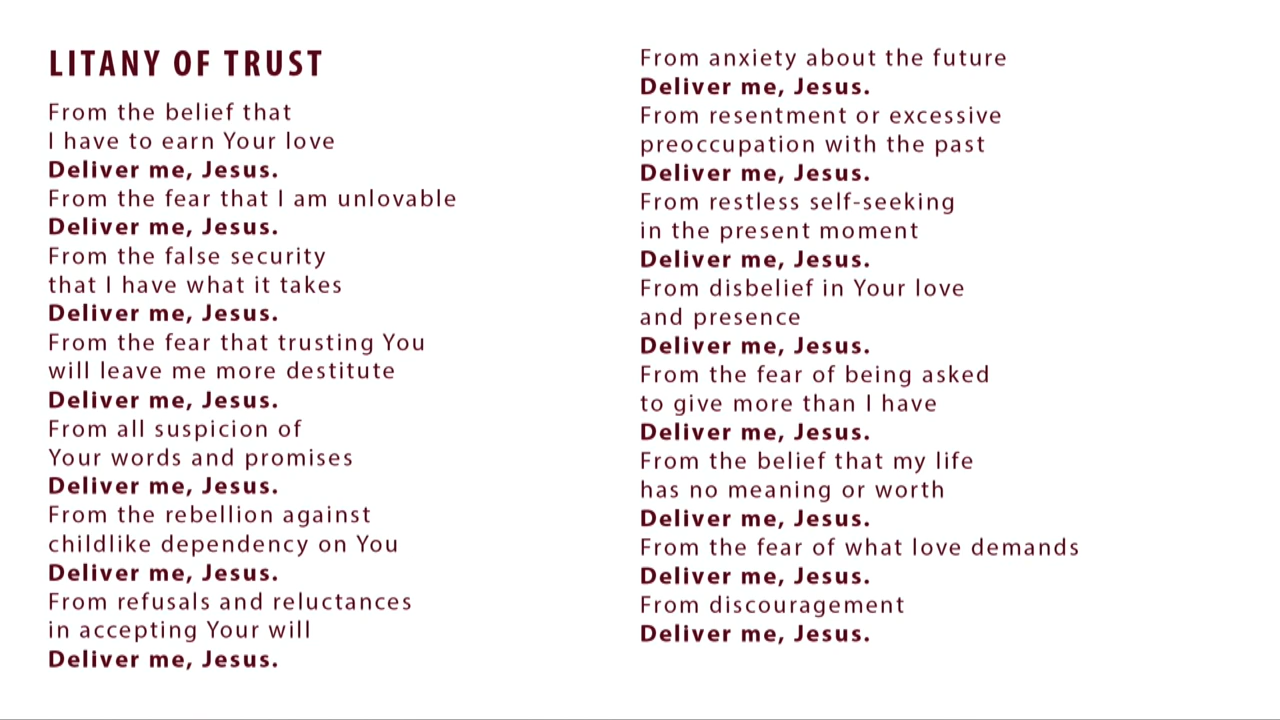 LITANY OF TRUST
From the belief that
I have to earn Your love
Deliver me, Jesus.
From the fear that I am unlovable
Deliver me, Jesus.
From the false security
that I have what it takes
Deliver me, Jesus.
From the fear that trusting You
will leave me more destitute
Deliver me, Jesus.
From all suspicion of
Your words and promises
Deliver me, Jesus.
From the rebellion against
childlike dependency on You
Deliver me, Jesus.
From refusals and reluctances
in accepting Your will
Deliver me, Jesus.
From anxiety about the future
Deliver me, Jesus.
From resentment or excessive
preoccupation with the past
Deliver me, Jesus.
From restless self-seeking
in the present moment
Deliver me, Jesus.
From disbelief in Your love
and presence
Deliver me, Jesus.
From the fear of being asked
to give more than I have
Deliver me, Jesus.
From the belief that my life
has no meaning or worth
Deliver me, Jesus.
From the fear of what love demands
Deliver me, Jesus.
From discouragement
Deliver me, Jesus.